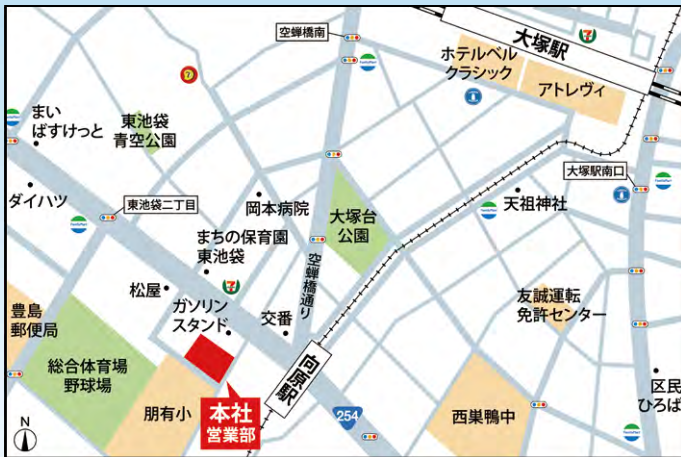 空蝉橋南
大塚駅
ホテルベル
クラシック
アトレヴィ
まい
ばすけっと
東池袋
青空公園
大塚駅南口
ダイハツ
東池袋二丁目
岡本病院
大塚台
公園
天祖神社
まちの保育園
東池袋
空蝉橋通り
松屋
ガソリン
スタンド
交番
友誠運転
免許センター
豊島
郵便局
総合体育場
野球場
朋有小
本社
営業部
向原駅
254
西巣鴨中
区民
ひろば
N
7
7
FamilyMart
FamilyMart
FamilyMart
FamilyMart
FamilyMart